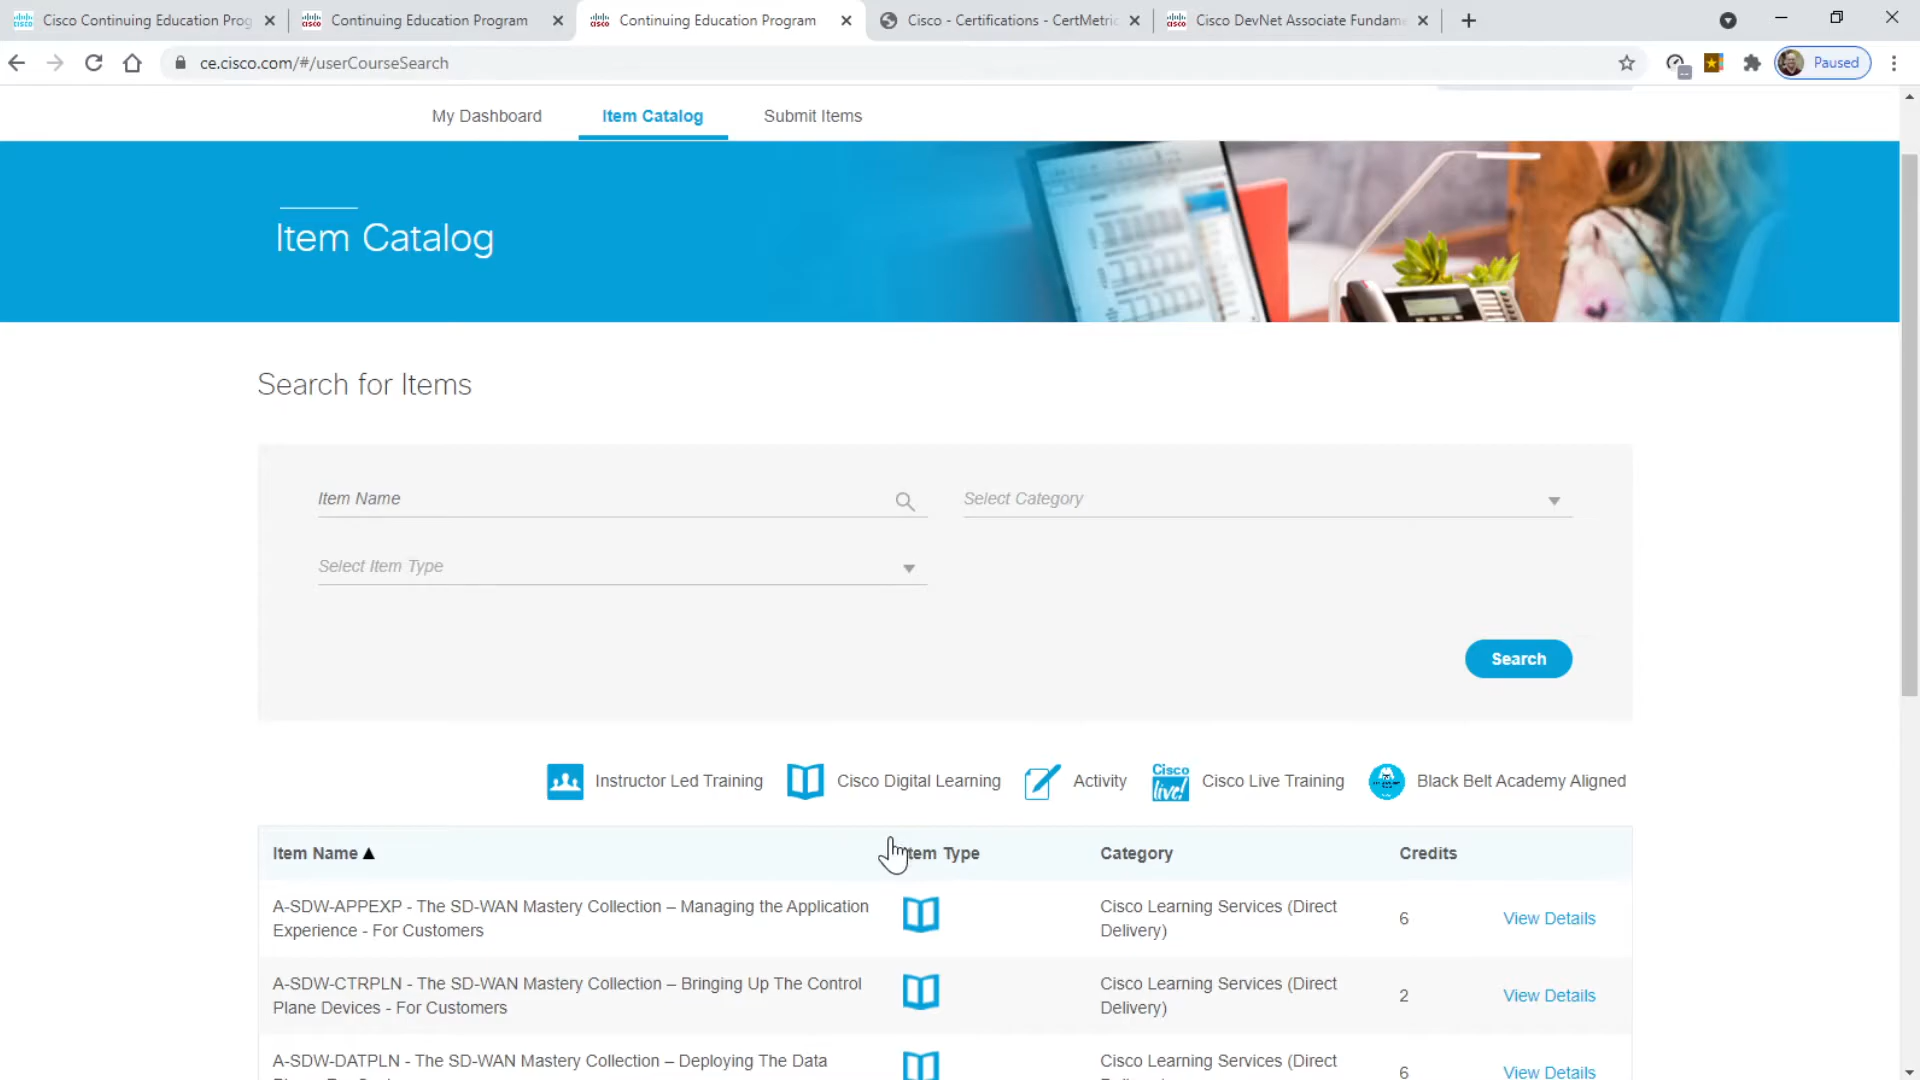 Cisco Continuing Education Prog
Continuing Education Program
Continuing Education Program
Cisco - Certifications - CertMetric
Cisco DevNet Associate Fundam
ce.cisco.com/#/userCourseSearch
Paused
My Dashboard
Item Catalog
Submit Items
Item Catalog
Search for Items
Item Name
Select Category
Select Item Type
Search
Instructor Led Training
Cisco Digital Learning
Activity
Cisco live!
Cisco Live Training
Black Belt Academy Aligned
Item Name ▲
Item Type
Category
Credits
A-SDW-APPEXP - The SD-WAN Mastery Collection – Managing the Application
Experience - For Customers
Cisco Learning Services (Direct
Delivery)
6
View Details
A-SDW-CTRPLN - The SD-WAN Mastery Collection – Bringing Up The Control
Plane Devices - For Customers
Cisco Learning Services (Direct
Delivery)
2
View Details
A-SDW-DATPLN - The SD-WAN Mastery Collection – Deploying The Data
Cisco Learning Services (Direct
6
View Details